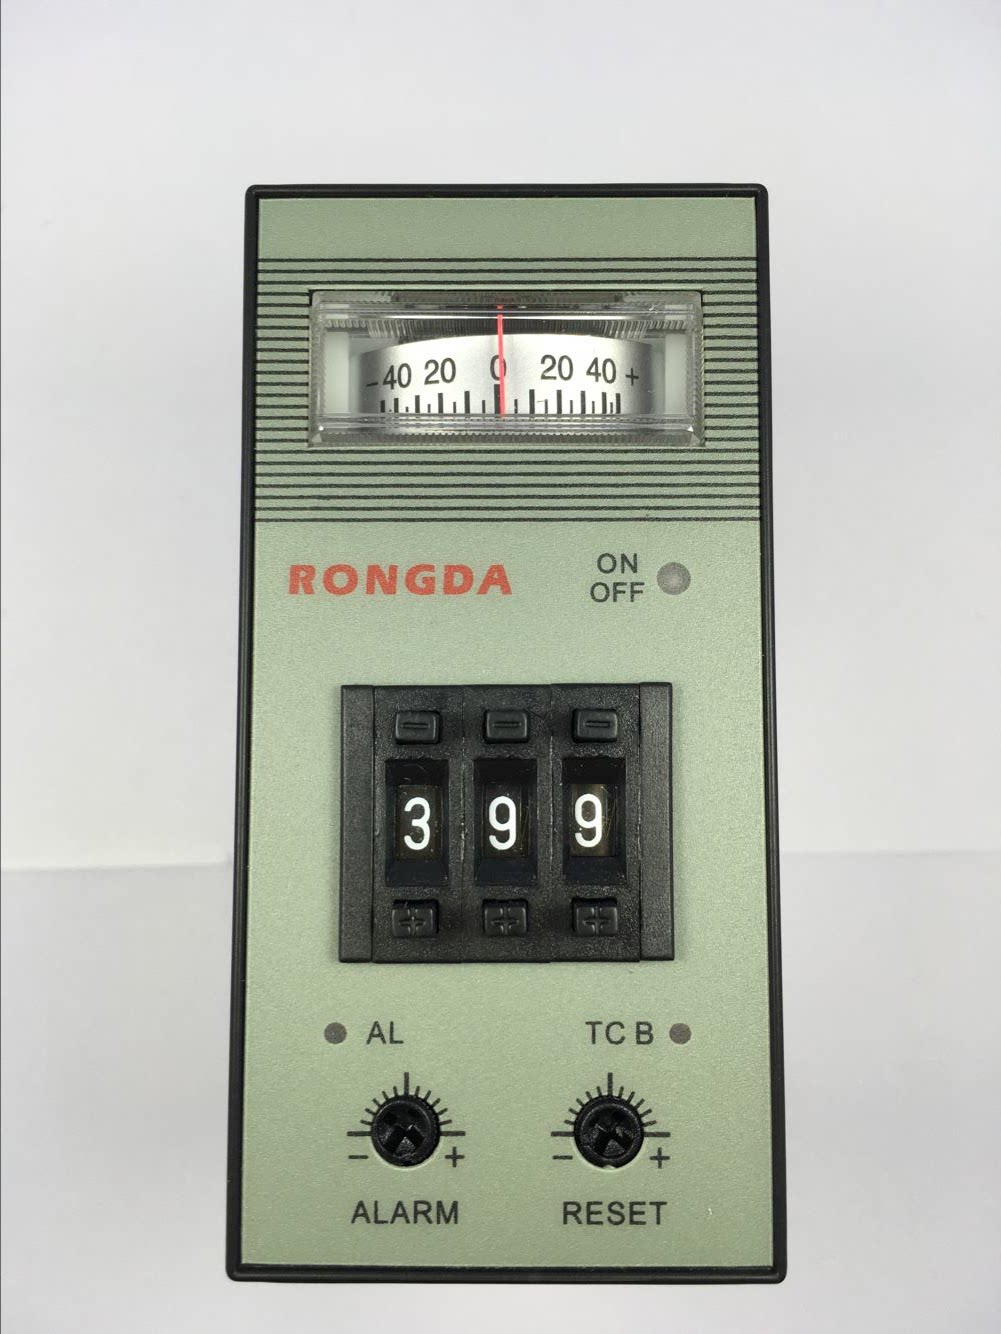 -40 20 0 20 40 +
RONGDA
ON
OFF
- - -
3 9 9
+ + +
AL
TC B
- +
- +
ALARM
RESET